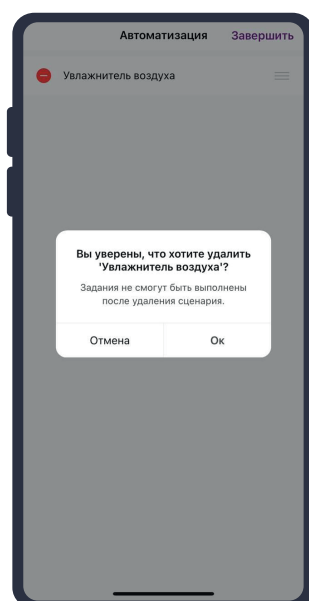 Автоматизация Завершить
Увлажнитель воздуха
Вы уверены, что хотите удалить
'Увлажнитель воздуха'?
Задания не смогут быть выполнены
после удаления сценария.
Отмена Ок